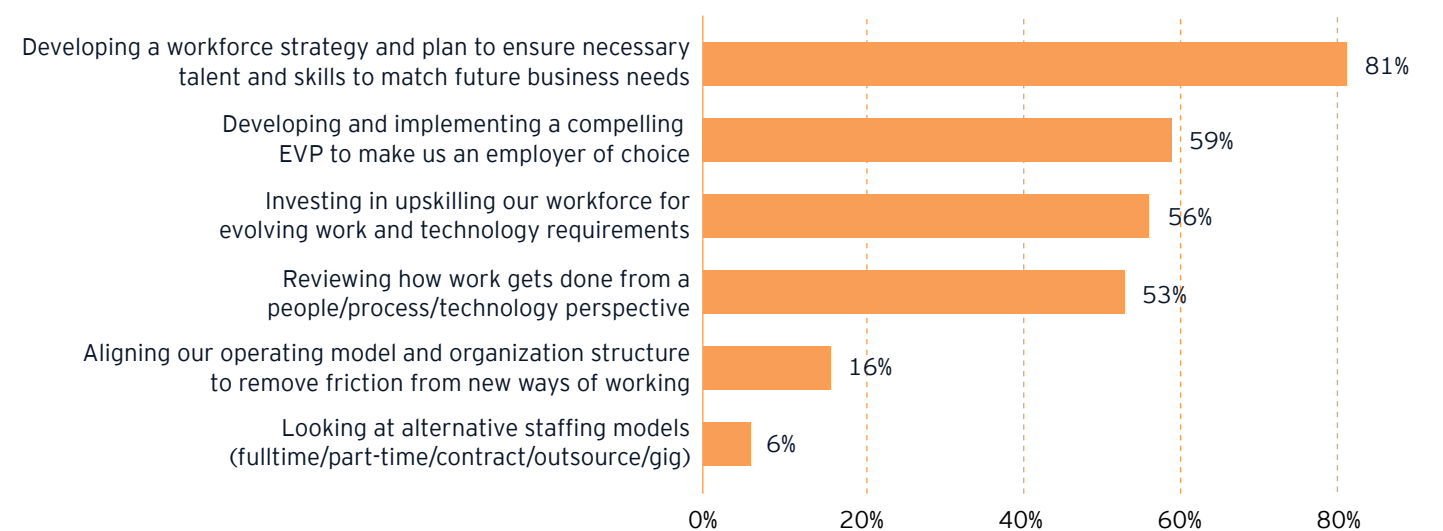 Developing a workforce strategy and plan to ensure necessary
talent and skills to match future business needs
81%
Developing and implementing a compelling
EVP to make us an employer of choice
59%
Investing in upskilling our workforce for
evolving work and technology requirements
56%
Reviewing how work gets done from a
people/process/technology perspective
53%
Aligning our operating model and organization structure
to remove friction from new ways of working
16%
Looking at alternative staffing models
(fulltime/part-time/contract/outsource/gig)
6%
0% 20% 40% 60% 80%